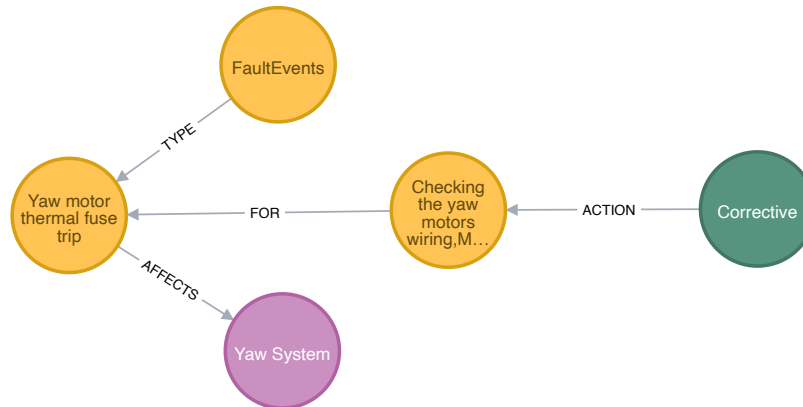 FaultEvents
TYPE
Yaw motor
thermal fuse
trip
FOR
Checking
the yaw
motors
wiring,M…
ACTION
Corrective
AFFECTS
Yaw System